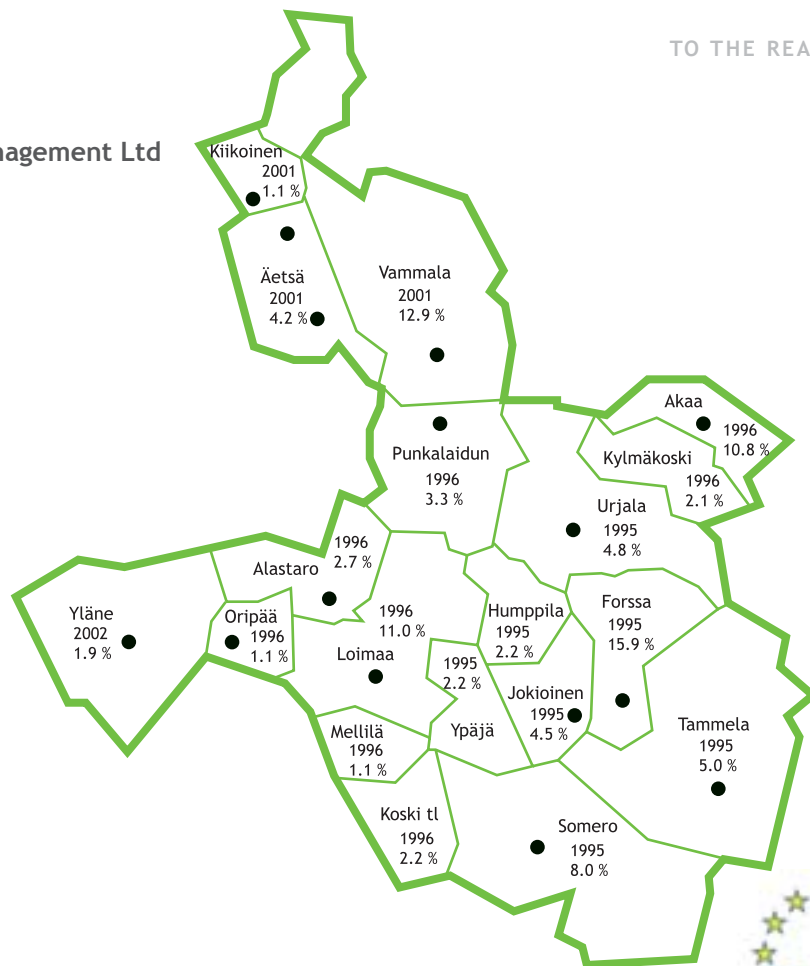 TO THE REA
nagement Ltd
Kiikoinen
2001
1.1 %
Äetsä
2001
4.2 %
Vammala
2001
12.9 %
Akaa
1996
10.8 %
Punkalaidun
1996
3.3 %
Kylmäkoski
1996
2.1 %
Urjala
1995
4.8 %
1996
2.7 %
Alastaro
Yläne
2002
1.9 %
Oripää
1996
1.1 %
1996
11.0 %
Loimaa
Humppila
1995
2.2 %
Forssa
1995
15.9 %
1995
2.2 %
Ypäjä
Jokioinen
1995
4.5 %
Mellilä
1996
1.1 %
Tammela
1995
5.0 %
Koski tl
1996
2.2 %
Somero
1995
8.0 %